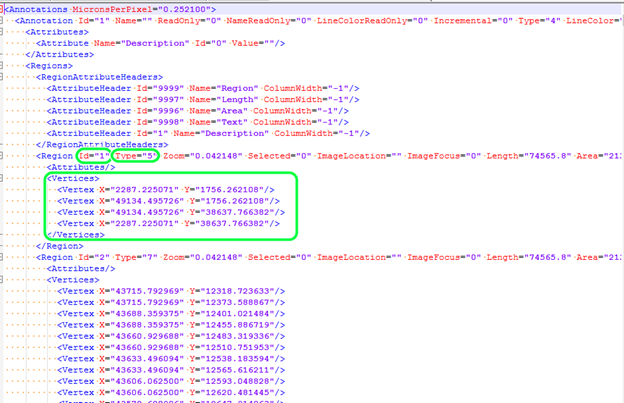 <Annotations MicronsPerPixel="0.252100">
<Annotation Id="1" Name="" ReadOnly="0" NameReadOnly="0" LineColorReadOnly="0" Incremental="0" Type="4" LineColor="
<Attributes>
<Attribute Name="Description" Id="0" Value=""/>
</Attributes>
<Regions>
<RegionAttributeHeaders>
<AttributeHeader Id="9999" Name="Region" ColumnWidth="-1"/>
<AttributeHeader Id="9997" Name="Length" ColumnWidth="-1"/>
<AttributeHeader Id="9996" Name="Area" ColumnWidth="-1"/>
<AttributeHeader Id="9998" Name="Text" ColumnWidth="-1"/>
<AttributeHeader Id="1" Name="Description" ColumnWidth="-1"/>
</RegionAttributeHeaders>
<Region Id="1" Type="5" Zoom="0.042148" Selected="0" ImageLocation="" ImageFocus="0" Length="74565.8" Area="21
<Attributes/>
<Vertices>
<Vertex X="2287.225071" Y="1756.262108"/>
<Vertex X="49134.495726" Y="1756.262108"/>
<Vertex X="49134.495726" Y="38637.766382"/>
<Vertex X="2287.225071" Y="38637.766382"/>
</Vertices>
</Region>
<Region Id="2" Type="7" Zoom="0.042148" Selected="0" ImageLocation="" ImageFocus="0" Length="74565.8" Area="21
<Attributes/>
<Vertices>
<Vertex X="43715.792969" Y="12318.723633"/>
<Vertex X="43715.792969" Y="12373.588867"/>
<Vertex X="43688.359375" Y="12401.021484"/>
<Vertex X="43688.359375" Y="12455.886719"/>
<Vertex X="43660.929688" Y="12483.319336"/>
<Vertex X="43660.929688" Y="12510.751953"/>
<Vertex X="43633.496094" Y="12538.183594"/>
<Vertex X="43633.496094" Y="12565.616211"/>
<Vertex X="43606.062500" Y="12593.048828"/>
<Vertex X="43606.062500" Y="12620.481445"/>